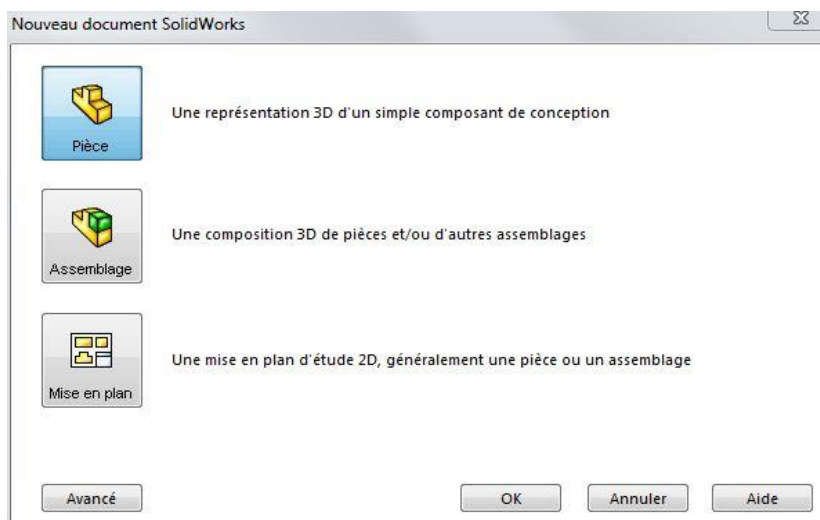 Nouveau document SolidWorks
Pièce
Une représentation 3D d'un simple composant de conception
Assemblage
Une composition 3D de pièces et/ou d'autres assemblages
Mise en plan
Une mise en plan d'étude 2D, généralement une pièce ou un assemblage
Avancé OK Annuler Aide